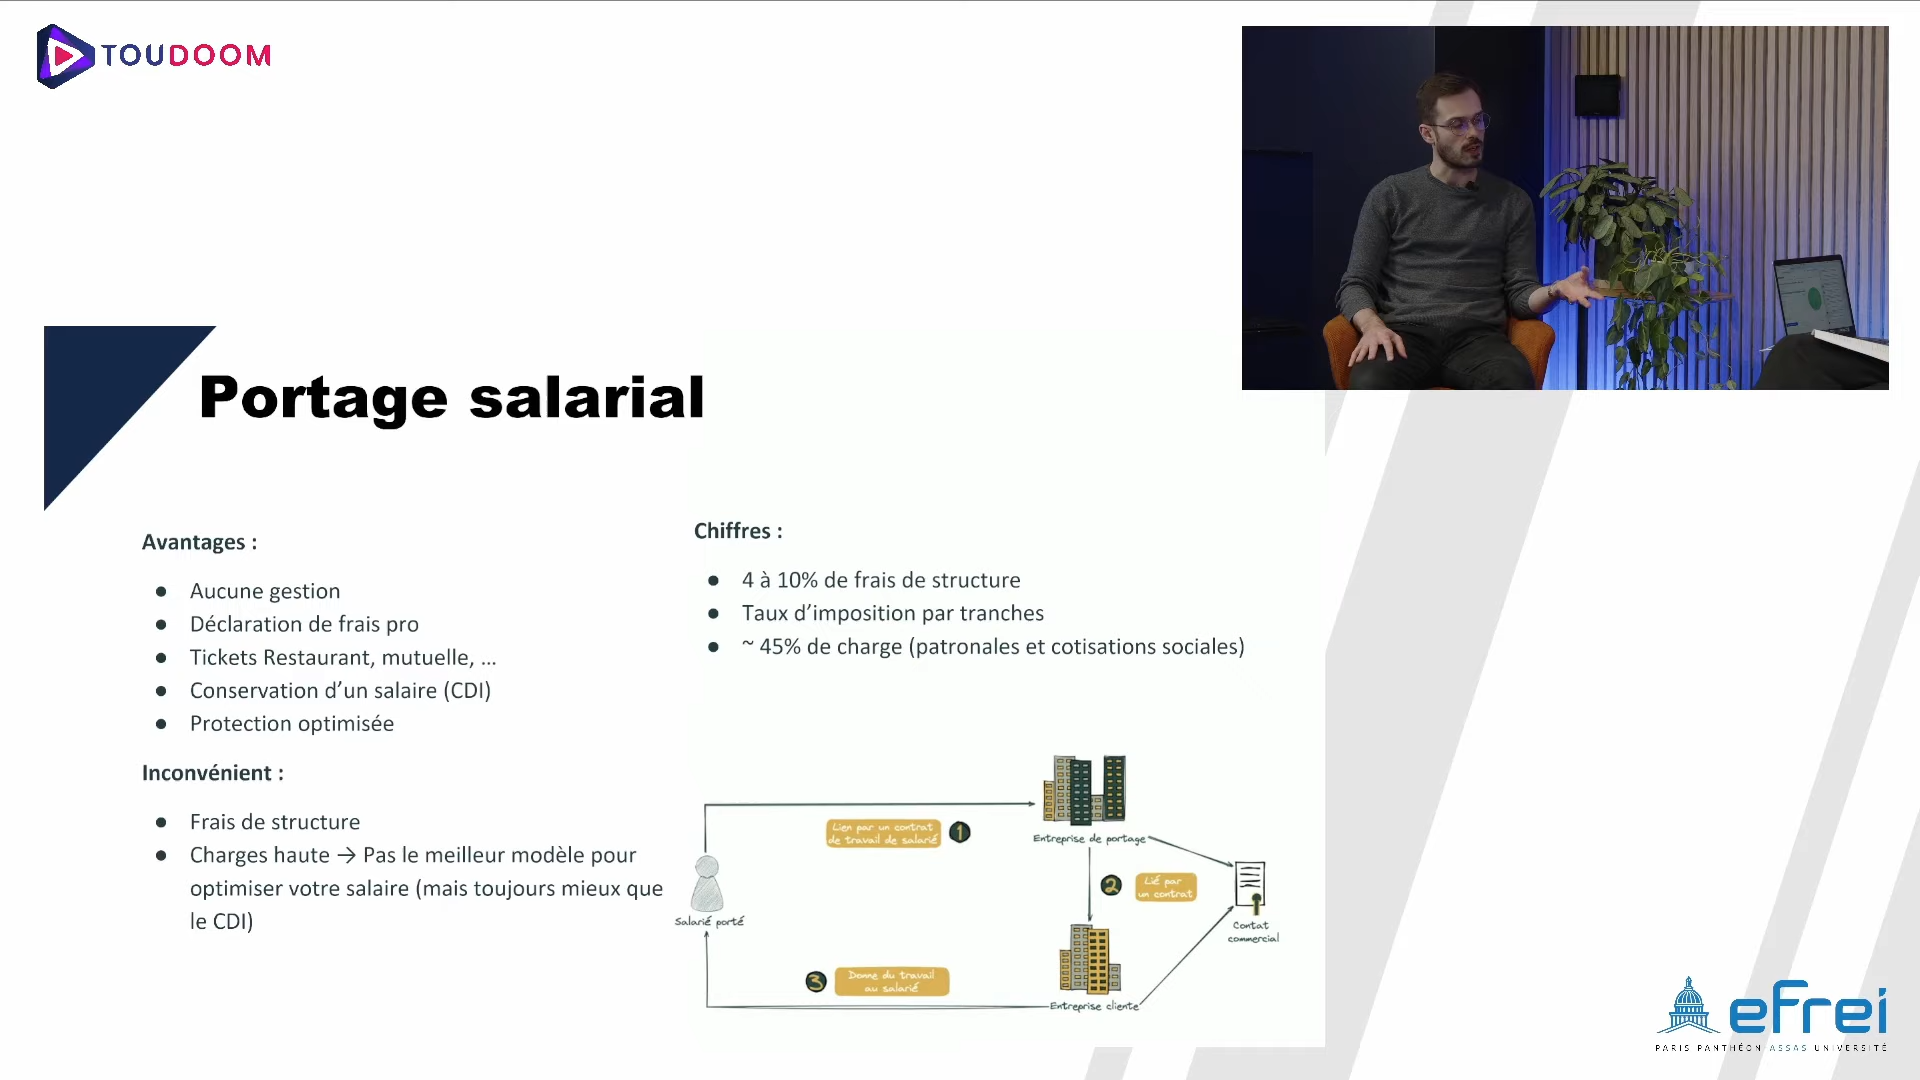 TOUDOOM
Portage salarial
Avantages :
● Aucune gestion
● Déclaration de frais pro
● Tickets Restaurant, mutuelle, ...
● Conservation d’un salaire (CDI)
● Protection optimisée
Inconvénient :
● Frais de structure
● Charges haute → Pas le meilleur modèle pour
optimiser votre salaire (mais toujours mieux que
le CDI)
Chiffres :
● 4 à 10% de frais de structure
● Taux d’imposition par tranches
● ~ 45% de charge (patronales et cotisations sociales)
Lien par un contrat
de travail de salarié
1
Entreprise de portage
2
Lié par
un contrat
Contat
commercial
Salarié porté
3
Donne du travail
au salarié
Entreprise cliente
efrei
PARIS PANTHÉON ASSAS UNIVERSITÉ